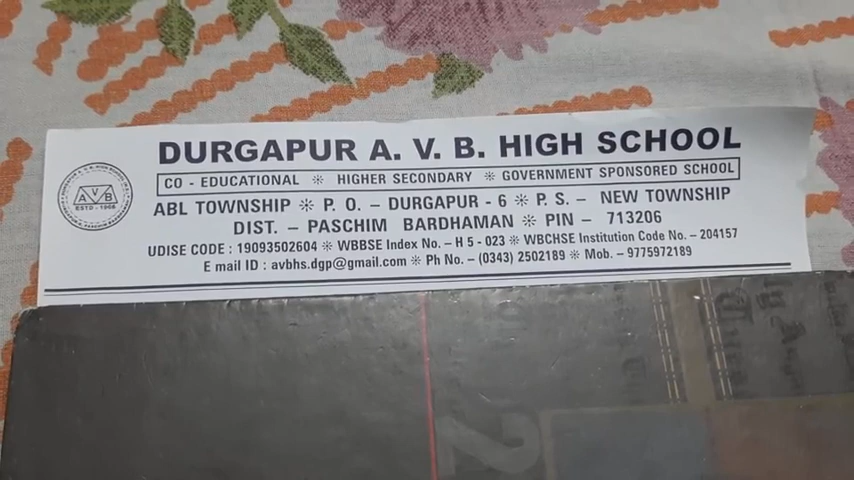 DURGAPUR A. V. B. HIGH SCHOOL
CO - EDUCATIONAL ❊ HIGHER SECONDARY ❊ GOVERNMENT SPONSORED SCHOOL
ABL TOWNSHIP ❊ P. O. – DURGAPUR - 6 ❊ P. S. – NEW TOWNSHIP
DIST. – PASCHIM BARDHAMAN ❊ PIN – 713206
UDISE CODE : 19093502604 ❊ WBBSE Index No. – H 5 - 023 ❊ WBCHSE Institution Code No. – 204157
E mail ID : avbhs.dgp@gmail.com ❊ Ph No. – (0343) 2502189 ❊ Mob. – 9775972189
A V B
ESTD - 1968
2